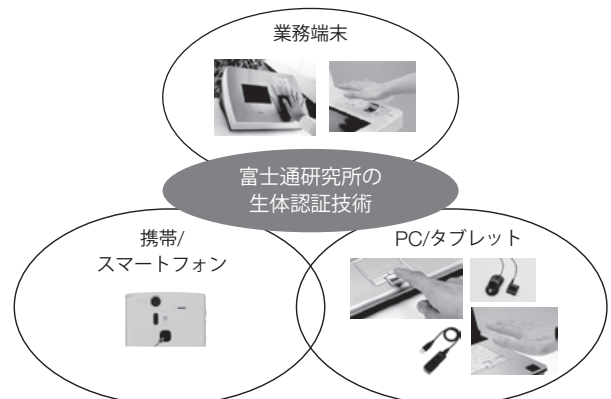 業務端末
富士通研究所の
生体認証技術
携帯/
スマートフォン
PC/タブレット